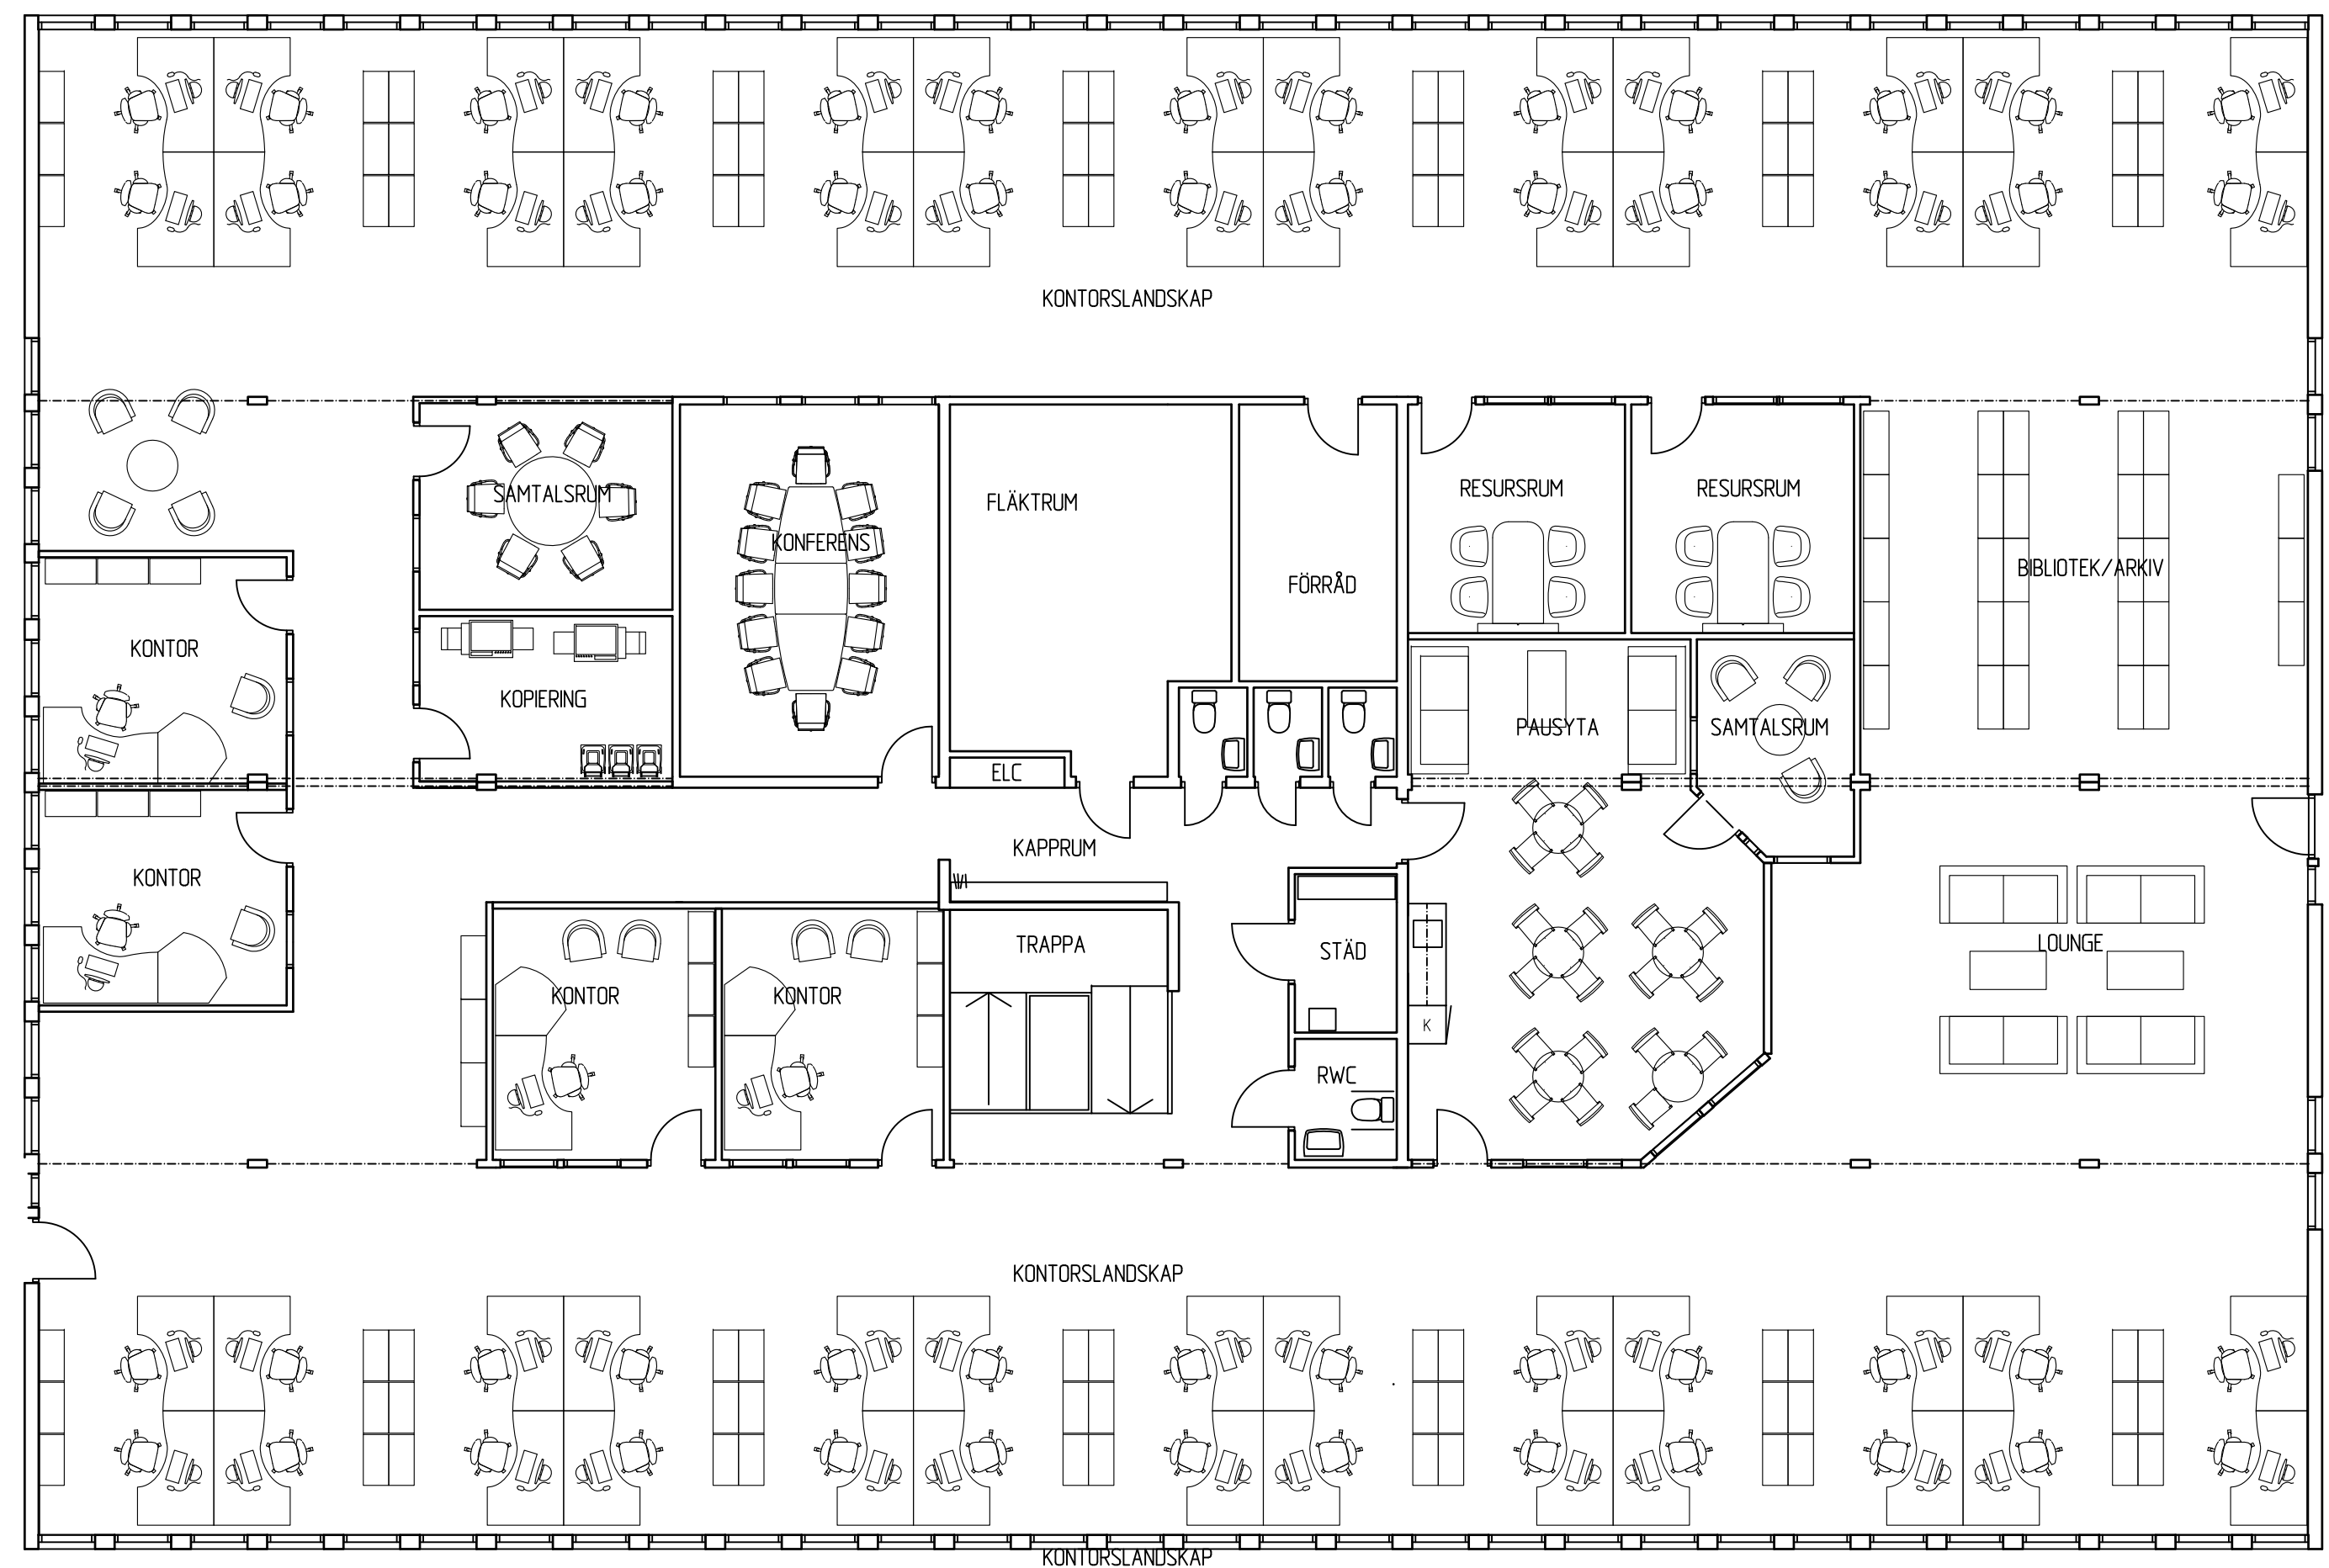 KONTORSLANDSKAP
SAMTALSRUM
KONFERENS
FLÄKTRUM
FÖRRÅD
RESURSRUM
RESURSRUM
BIBLIOTEK/ARKIV
KONTOR
KOPIERING
PAUSYTA
SAMTALSRUM
ELC
KAPPRUM
KONTOR
KONTOR
KONTOR
TRAPPA
STÄD
LOUNGE
K
RWC
KONTORSLANDSKAP
KONTORSLANDSKAP